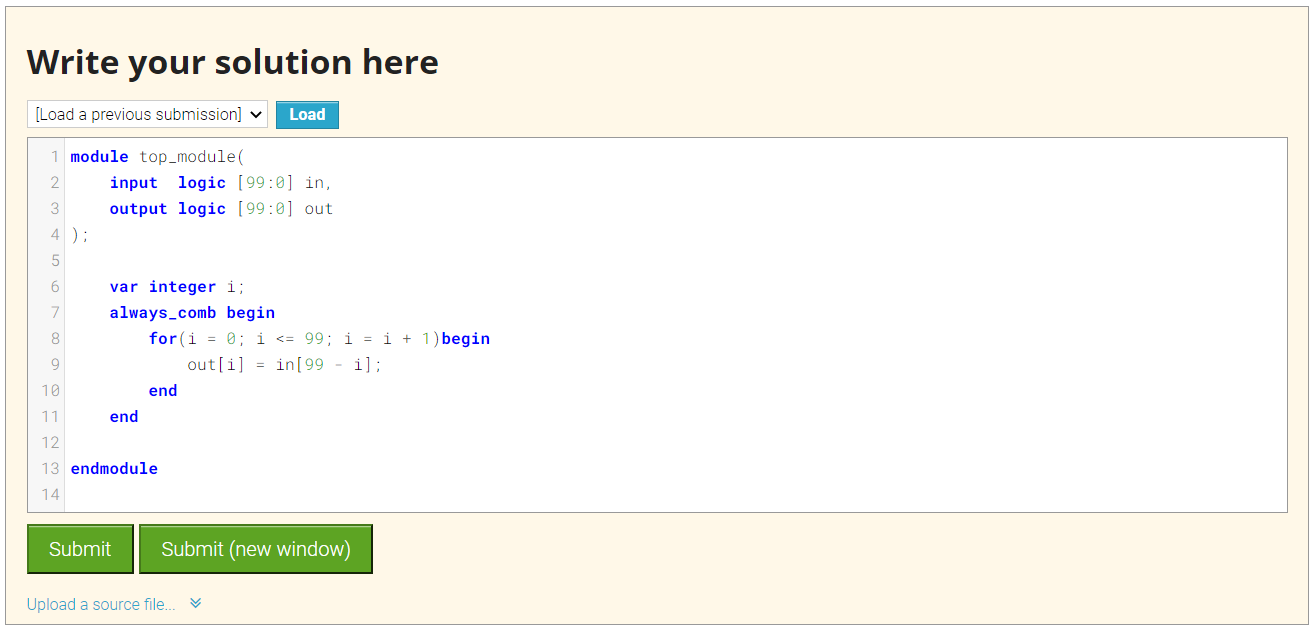 Write your solution here
[Load a previous submission] Load
1 module top_module(
2     input  logic [99:0] in,
3     output logic [99:0] out
4 );
5
6     var integer i;
7     always_comb begin
8         for(i = 0; i <= 99; i = i + 1)begin
9             out[i] = in[99 - i];
10         end
11     end
12
13 endmodule
14
Submit Submit (new window)
Upload a source file...